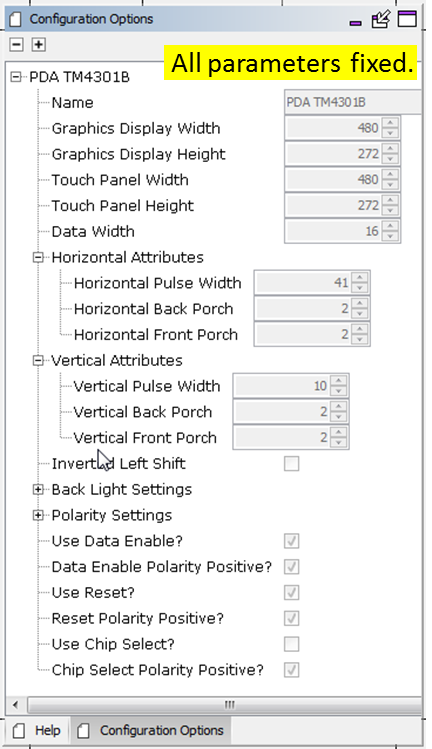 Configuration Options
All parameters fixed.
PDA TM4301B
Name PDA TM4301B
Graphics Display Width 480
Graphics Display Height 272
Touch Panel Width 480
Touch Panel Height 272
Data Width 16
Horizontal Attributes
Horizontal Pulse Width 41
Horizontal Back Porch 2
Horizontal Front Porch 2
Vertical Attributes
Vertical Pulse Width 10
Vertical Back Porch 2
Vertical Front Porch 2
Inverted Left Shift
Back Light Settings
Polarity Settings
Use Data Enable?
Data Enable Polarity Positive?
Use Reset?
Reset Polarity Positive?
Use Chip Select?
Chip Select Polarity Positive?
Help Configuration Options